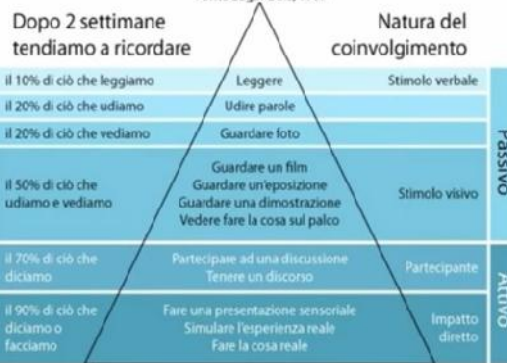 Dopo 2 settimane
tendiamo a ricordare
Natura del
coinvolgimento
il 10% di ciò che leggiamo
Leggere
Stimolo verbale
il 20% di ciò che udiamo
Udire parole
il 20% di ciò che vediamo
Guardare foto
il 50% di ciò che
udiamo e vediamo
Guardare un film
Guardare un'eposizione
Guardare una dimostrazione
Vedere fare la cosa sul palco
Stimolo visivo
Passivo
il 70% di ciò che
diciamo
Partecipare ad una discussione
Tenere un discorso
Partecipante
il 90% di ciò che
diciamo o
facciamo
Fare una presentazione sensoriale
Simulare l'esperienza reale
Fare la cosa reale
Impatto
diretto
Attivo